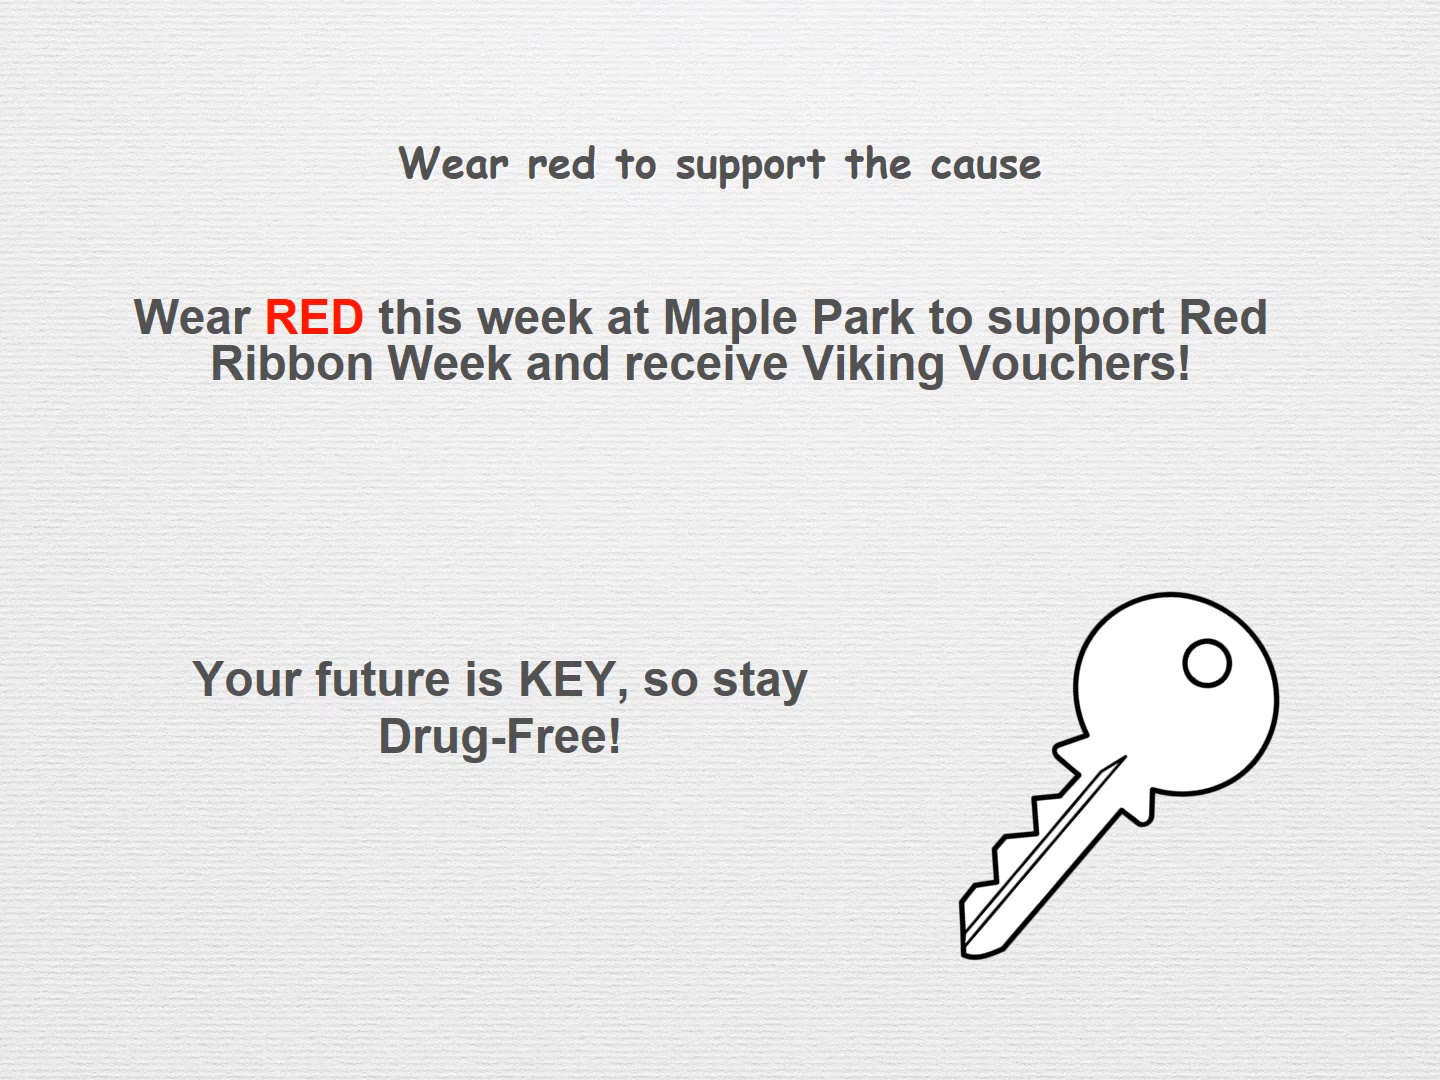 Wear red to support the cause
Wear RED this week at Maple Park to support Red
Ribbon Week and receive Viking Vouchers!
Your future is KEY, so stay
Drug-Free!